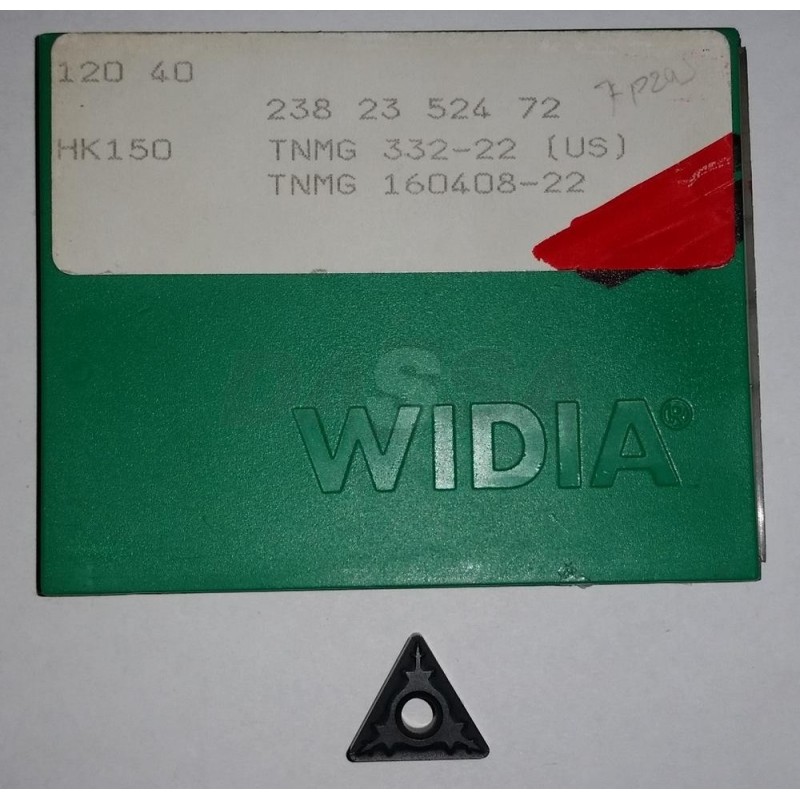 120 40
238 23 524 72
HK150 TNMG 332-22 (US)
TNMG 160408-22
WIDIA®